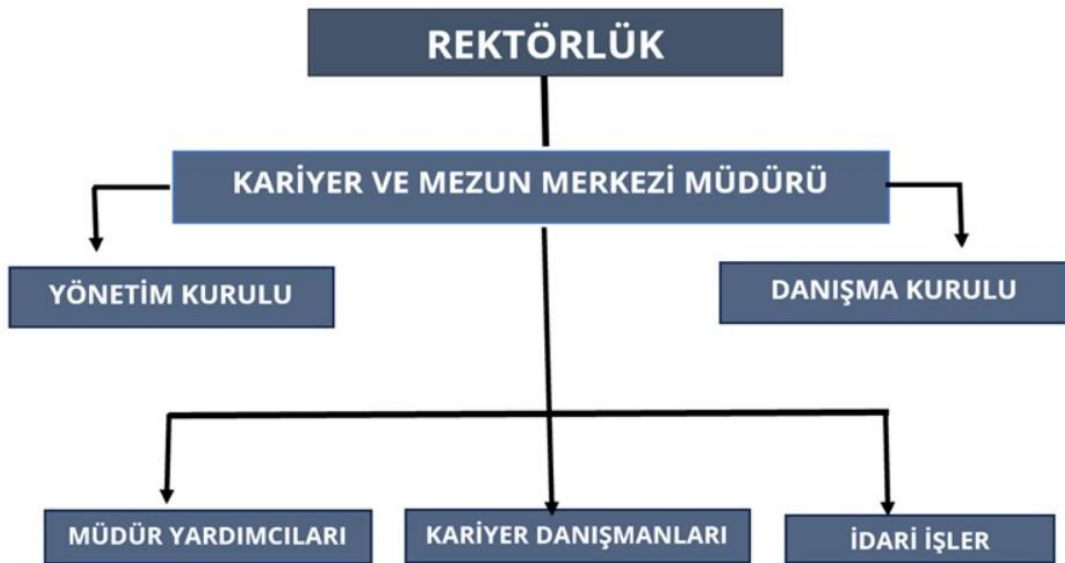 REKTÖRLÜK
KARİYER VE MEZUN MERKEZİ MÜDÜRÜ
YÖNETİM KURULU
DANIŞMA KURULU
MÜDÜR YARDIMCILARI
KARİYER DANIŞMANLARI
İDARİ İŞLER